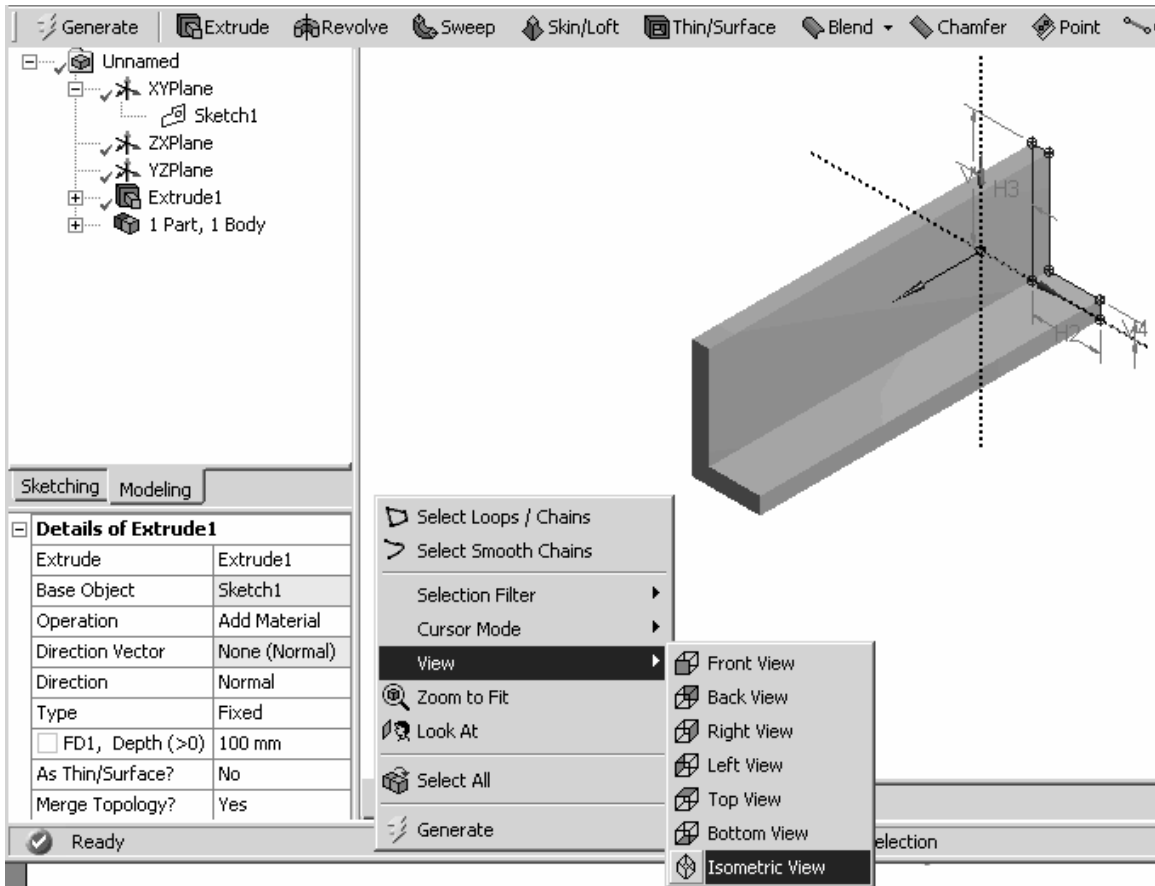 Generate Extrude Revolve Sweep Skin/Loft Thin/Surface Blend Chamfer Point
Unnamed
XYPlane
Sketch1
ZXPlane
YZPlane
Extrude1
1 Part, 1 Body
H3
H2
V4
Sketching Modeling
Details of Extrude1
Extrude Extrude1
Base Object Sketch1
Operation Add Material
Direction Vector None (Normal)
Direction Normal
Type Fixed
FD1, Depth (>0) 100 mm
As Thin/Surface? No
Merge Topology? Yes
Select Loops / Chains
Select Smooth Chains
Selection Filter
Cursor Mode
View
Zoom to Fit
Look At
Select All
Generate
Front View
Back View
Right View
Left View
Top View
Bottom View
Isometric View
Ready
election